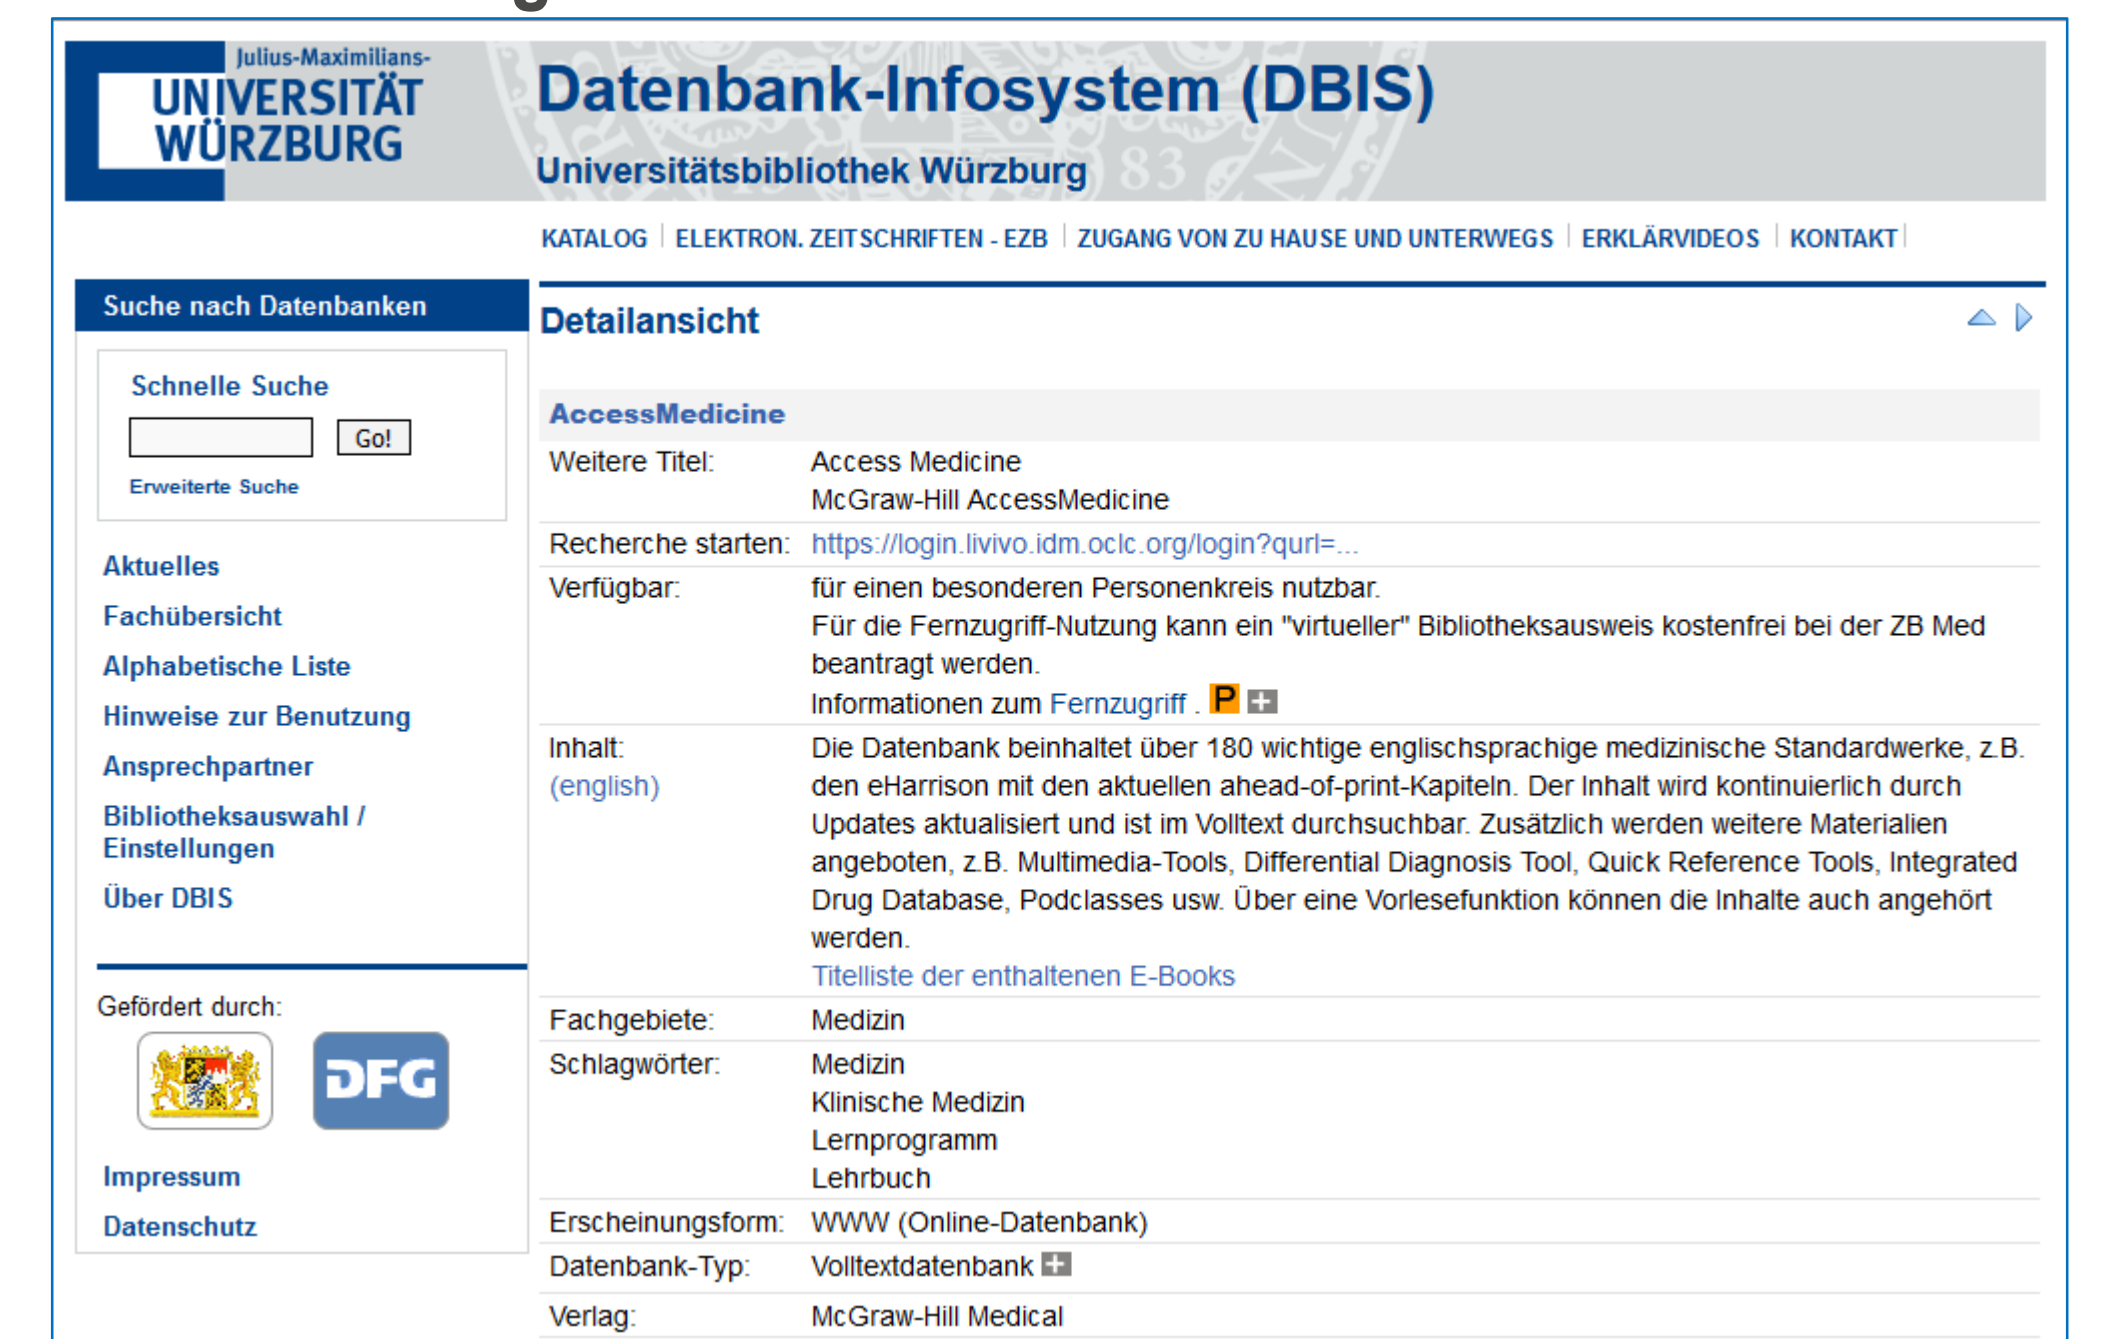 Julius-Maximilians-
UNIVERSITÄT
WÜRZBURG
Datenbank-Infosystem (DBIS)
Universitätsbibliothek Würzburg
KATALOG | ELEKTRON. ZEITSCHRIFTEN - EZB | ZUGANG VON ZU HAUSE UND UNTERWEGS | ERKLÄRVIDEOS | KONTAKT |
Suche nach Datenbanken
Schnelle Suche
Go!
Erweiterte Suche
Aktuelles
Fachübersicht
Alphabetische Liste
Hinweise zur Benutzung
Ansprechpartner
Bibliotheksauswahl /
Einstellungen
Über DBIS
Gefördert durch:
DFG
Impressum
Datenschutz
Detailansicht
AccessMedicine
Weitere Titel: Access Medicine
McGraw-Hill AccessMedicine
Recherche starten: https://login.livivo.idm.oclc.org/login?qurl=...
Verfügbar: für einen besonderen Personenkreis nutzbar.
Für die Fernzugriff-Nutzung kann ein "virtueller" Bibliotheksausweis kostenfrei bei der ZB Med
beantragt werden.
Informationen zum Fernzugriff . P +
Inhalt: Die Datenbank beinhaltet über 180 wichtige englischsprachige medizinische Standardwerke, z.B.
(english) den eHarrison mit den aktuellen ahead-of-print-Kapiteln. Der Inhalt wird kontinuierlich durch
Updates aktualisiert und ist im Volltext durchsuchbar. Zusätzlich werden weitere Materialien
angeboten, z.B. Multimedia-Tools, Differential Diagnosis Tool, Quick Reference Tools, Integrated
Drug Database, Podclasses usw. Über eine Vorlesefunktion können die Inhalte auch angehört
werden.
Titelliste der enthaltenen E-Books
Fachgebiete: Medizin
Schlagwörter: Medizin
Klinische Medizin
Lernprogramm
Lehrbuch
Erscheinungsform: WWW (Online-Datenbank)
Datenbank-Typ: Volltextdatenbank +
Verlag: McGraw-Hill Medical